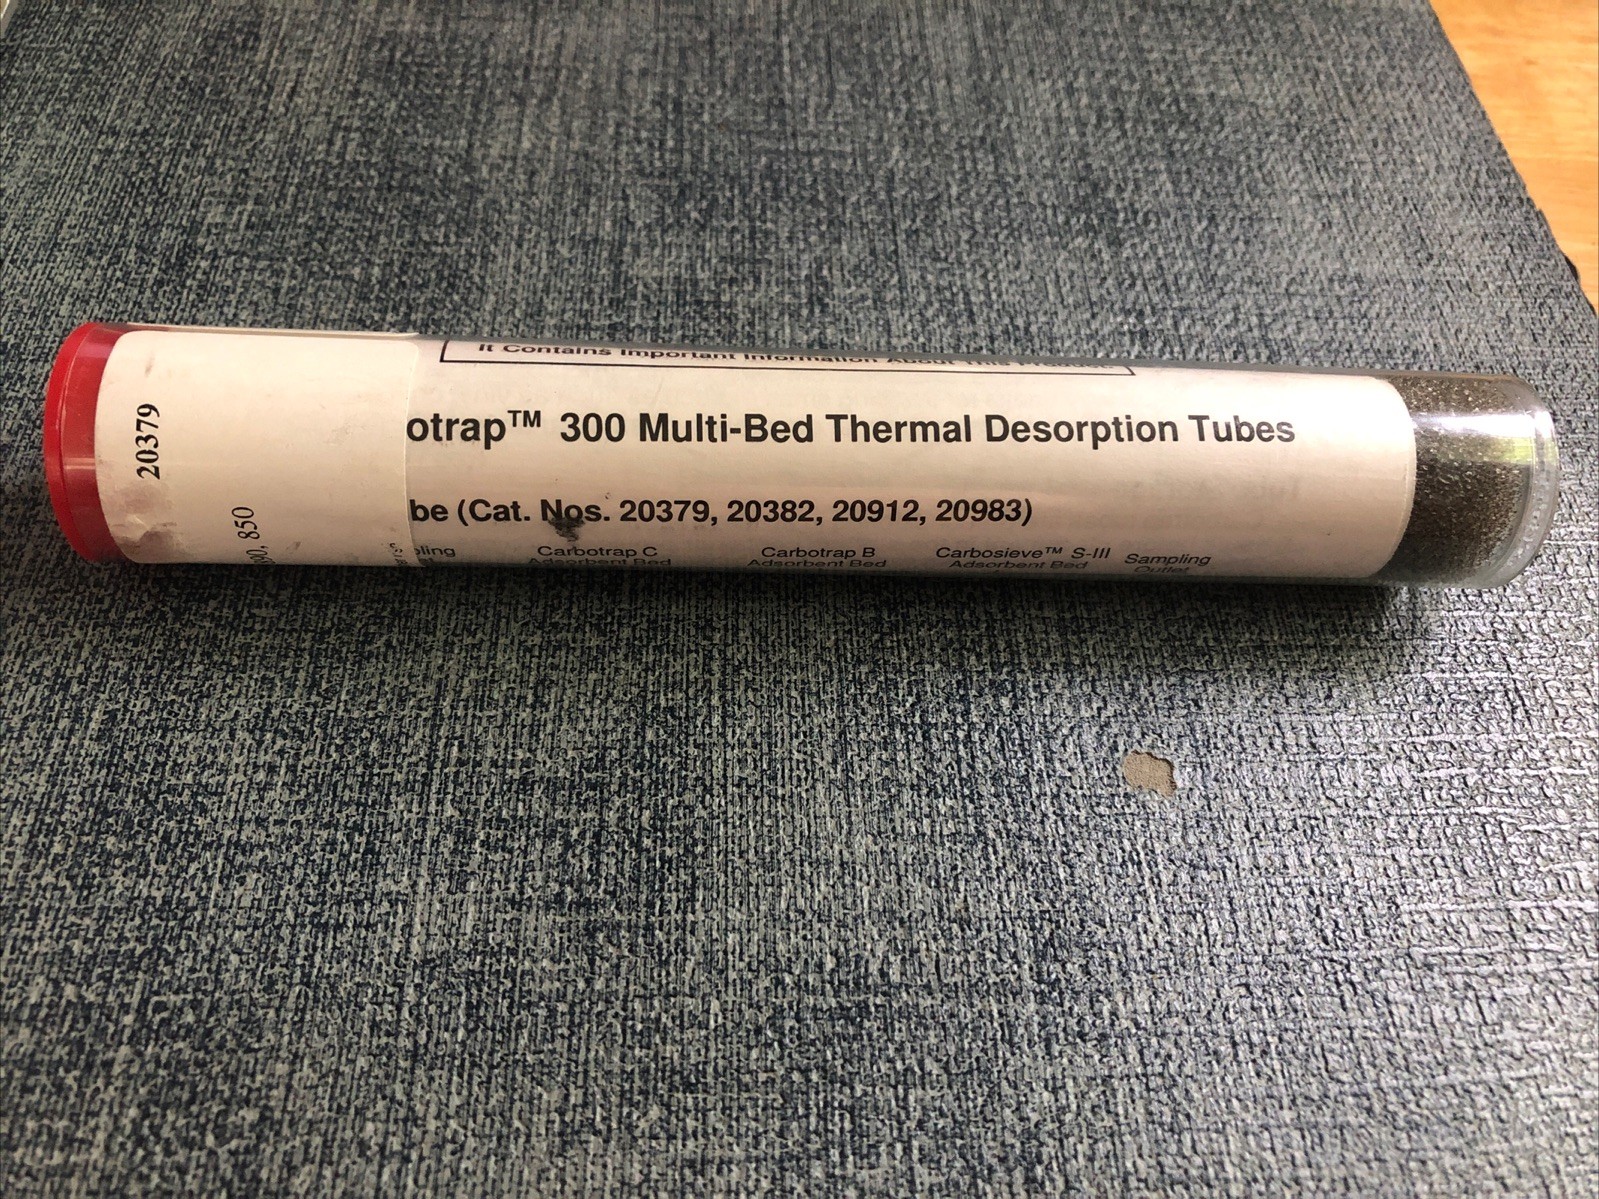 20379
850
It Contains Important Information About This Product
otrap™ 300 Multi-Bed Thermal Desorption Tubes
be (Cat. Nos. 20379, 20382, 20912, 20983)
pling Carbotrap C Carbotrap B Carbosieve™ S-III Sampling
Adsorbent Bed Adsorbent Bed Adsorbent Bed Outlet